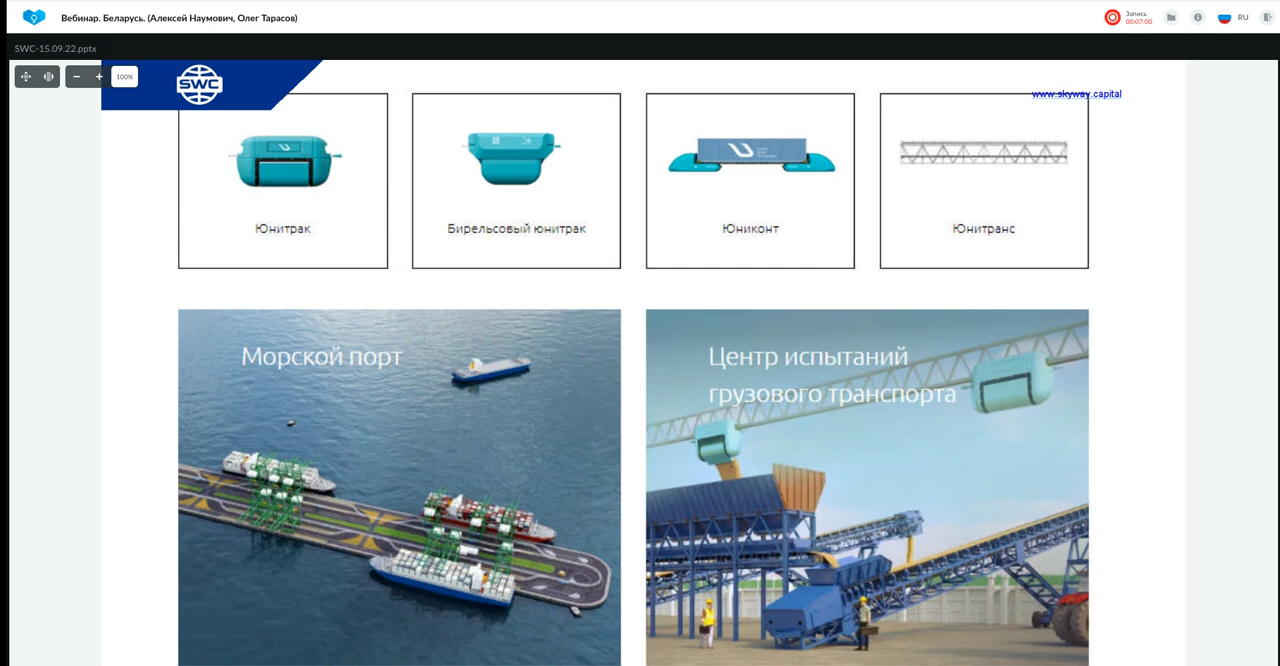 Вебинар. Беларусь. (Алексей Наумович, Олег Тарасов)
Запись
00:07:00
RU
SWC-15.09.22.pptx
100%
SWC
www.skyway.capital
Юнитрак
Бирельсовый юнитрак
Юниконт
Юнитранс
Морской порт
Центр испытаний
грузового транспорта